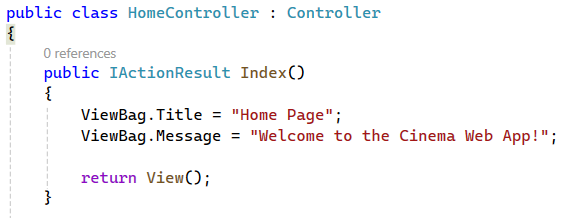 public class HomeController : Controller
{
0 references
public IActionResult Index()
{
ViewBag.Title = "Home Page";
ViewBag.Message = "Welcome to the Cinema Web App!";
return View();
}